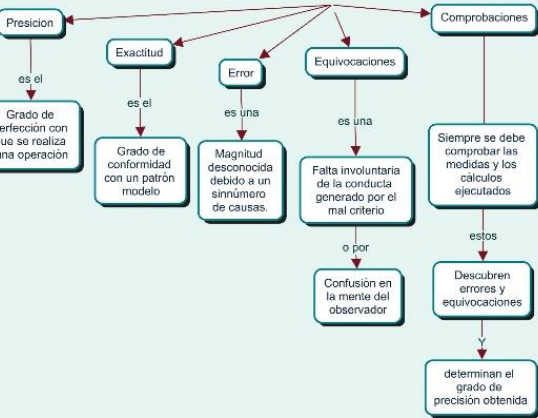 Presicion
es el
Grado de
perfección con
que se realiza
una operación
Exactitud
es el
Grado de
conformidad
con un patrón
modelo
Error
es una
Magnitud
desconocida
debido a un
sinnúmero
de causas.
Equivocaciones
es una
Falta involuntaria
de la conducta
generado por el
mal criterio
o por
Confusión en
la mente del
observador
Comprobaciones
Siempre se debe
comprobar las
medidas y los
cálculos
ejecutados
estos
Descubren
errores y
equivocaciones
Y
determinan el
grado de
precisión obtenida